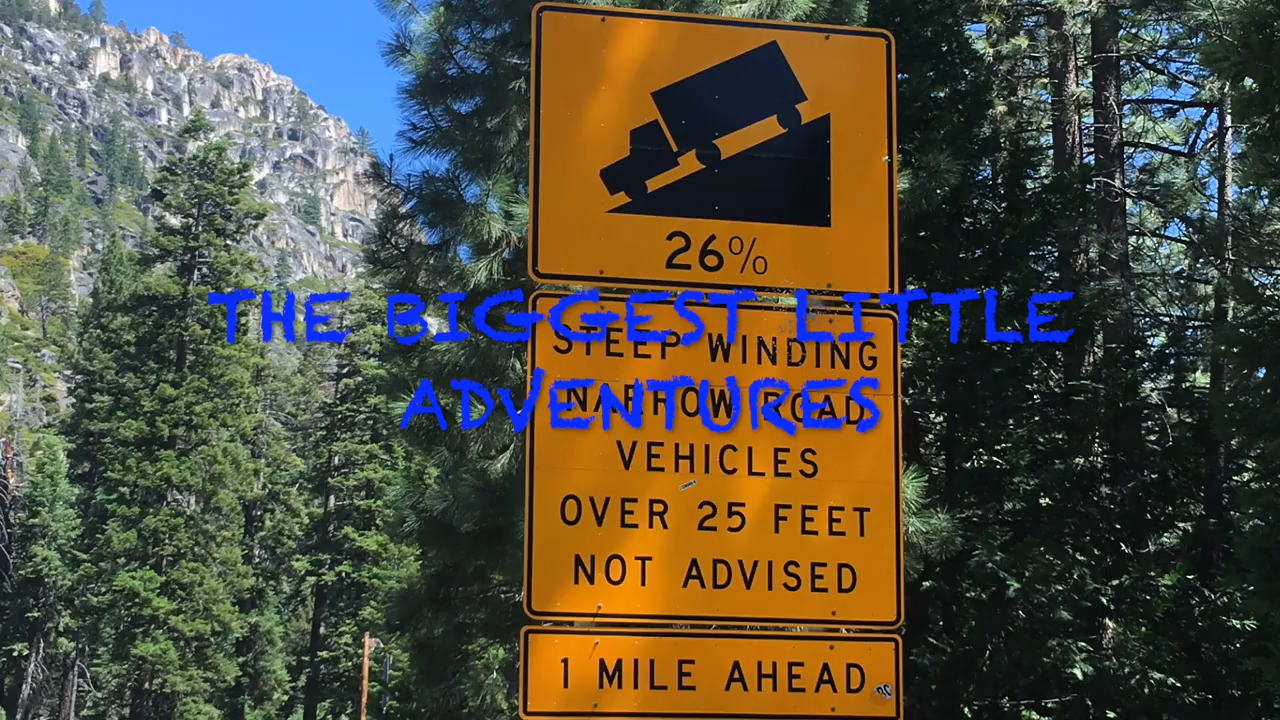 26%
THE BIGGEST LITTLE
ADVENTURES
STEEP WINDING
NARROW ROAD
VEHICLES
OVER 25 FEET
NOT ADVISED
1 MILE AHEAD